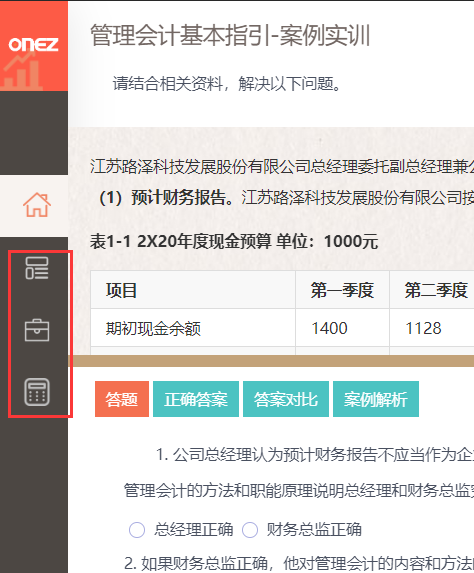 onez
管理会计基本指引-案例实训
请结合相关资料，解决以下问题。
江苏路泽科技发展股份有限公司总经理委托副总经理兼
（1）预计财务报告。江苏路泽科技发展股份有限公司按
表1-1 2X20年度现金预算 单位：1000元
项目 第一季度 第二季度
期初现金余额 1400 1128
答题 正确答案 答案对比 案例解析
1. 公司总经理认为预计财务报告不应当作为企
管理会计的方法和职能原理说明总经理和财务总监
总经理正确 财务总监正确
2. 如果财务总监正确，他对管理会计的内容和方法